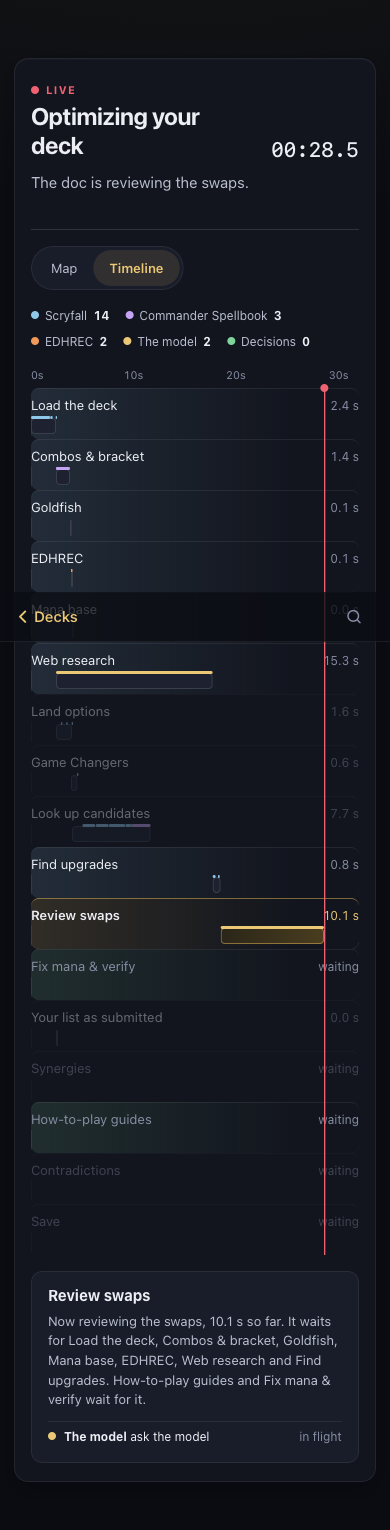 LIVE
Optimizing your
deck
00:28.5
The doc is reviewing the swaps.
Map Timeline
Scryfall 14 Commander Spellbook 3
EDHREC 2 The model 2 Decisions 0
0s 10s 20s 30s
Load the deck 2.4 s
Combos & bracket 1.4 s
Goldfish 0.1 s
EDHREC 0.1 s
Mana base 0.0 s
Decks
Web research 15.3 s
Land options 1.6 s
Game Changers 0.6 s
Look up candidates 7.7 s
Find upgrades 0.8 s
Review swaps 10.1 s
Fix mana & verify waiting
Your list as submitted 0.0 s
Synergies waiting
How-to-play guides waiting
Contradictions waiting
Save waiting
Review swaps
Now reviewing the swaps, 10.1 s so far. It waits
for Load the deck, Combos & bracket, Goldfish,
Mana base, EDHREC, Web research and Find
upgrades. How-to-play guides and Fix mana &
verify wait for it.
The model ask the model in flight